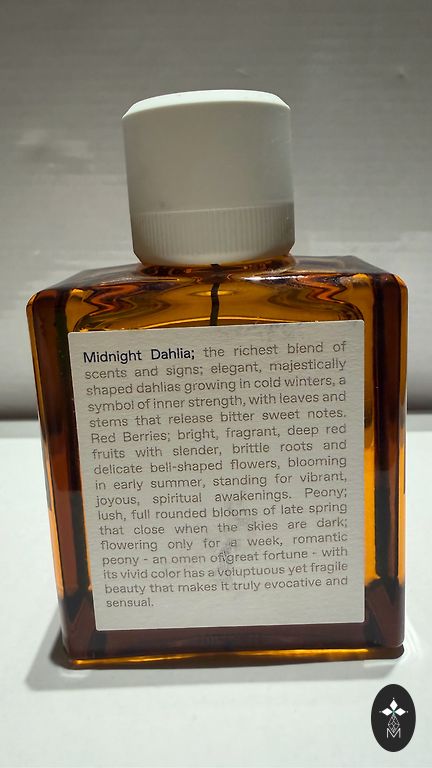 Midnight Dahlia; the richest blend of
scents and signs; elegant, majestically
shaped dahlias growing in cold winters, a
symbol of inner strength, with leaves and
stems that release bitter sweet notes.
Red Berries; bright, fragrant, deep red
fruits with slender, brittle roots and
delicate bell-shaped flowers, blooming
in early summer, standing for vibrant,
joyous, spiritual awakenings. Peony;
lush, full rounded blooms of late spring
that close when the skies are dark;
flowering only for a week, romantic
peony - an omen of great fortune - with
its vivid color has a voluptuous yet fragile
beauty that makes it truly evocative and
sensual.
M